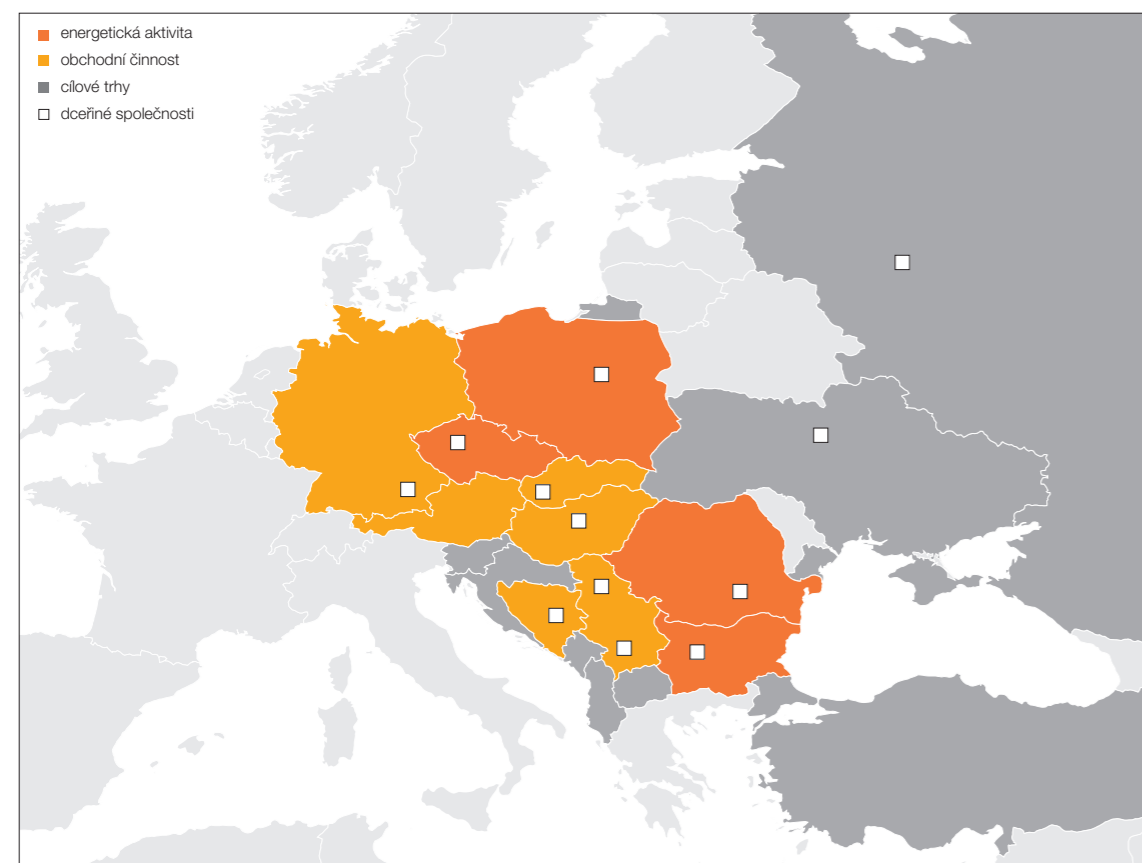 energetická aktivita
obchodní činnost
cílové trhy
dceřiné společnosti